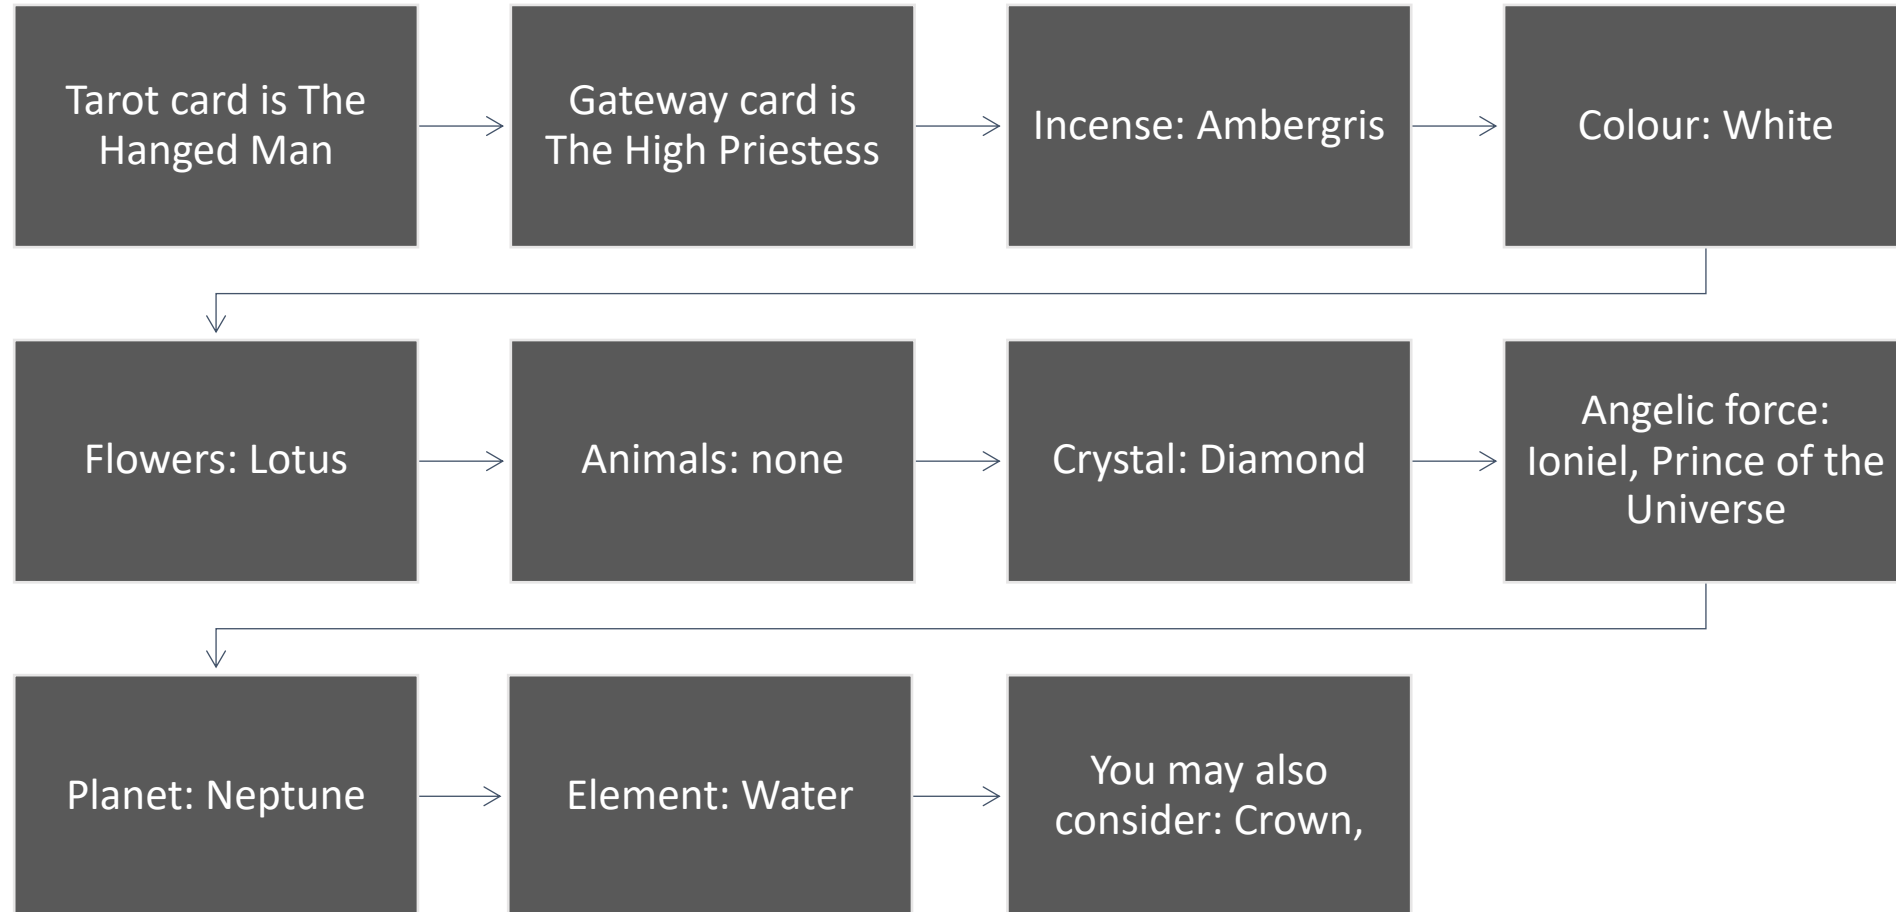 Tarot card is The
Hanged Man
Gateway card is
The High Priestess
Incense: Ambergris
Colour: White
Flowers: Lotus
Animals: none
Crystal: Diamond
Angelic force:
Ioniel, Prince of the
Universe
Planet: Neptune
Element: Water
You may also
consider: Crown,